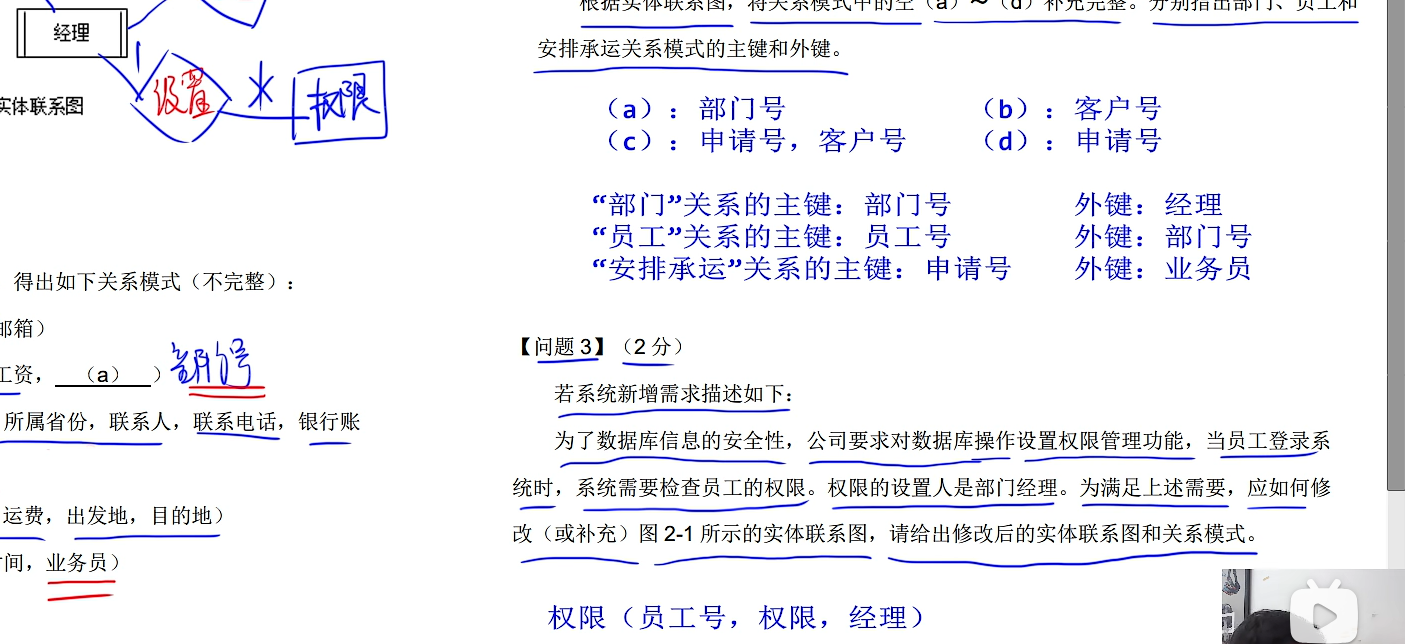 经理
设置
*
权限
实体联系图
得出如下关系模式（不完整）：
邮箱）
工资，（a））部门号
所属省份，联系人，联系电话，银行账
运费，出发地，目的地）
间，业务员）
根据实体联系图，将关系模式中的空（a）～（d）补充完整。分别指出部门、员工和
安排承运关系模式的主键和外键。
（a）：部门号 （b）：客户号
（c）：申请号，客户号 （d）：申请号
“部门”关系的主键：部门号 外键：经理
“员工”关系的主键：员工号 外键：部门号
“安排承运”关系的主键：申请号 外键：业务员
【问题 3】（2 分）
若系统新增需求描述如下：
为了数据库信息的安全性，公司要求对数据库操作设置权限管理功能，当员工登录系
统时，系统需要检查员工的权限。权限的设置人是部门经理。为满足上述需要，应如何修
改（或补充）图 2-1 所示的实体联系图，请给出修改后的实体联系图和关系模式。
权限（员工号，权限，经理）